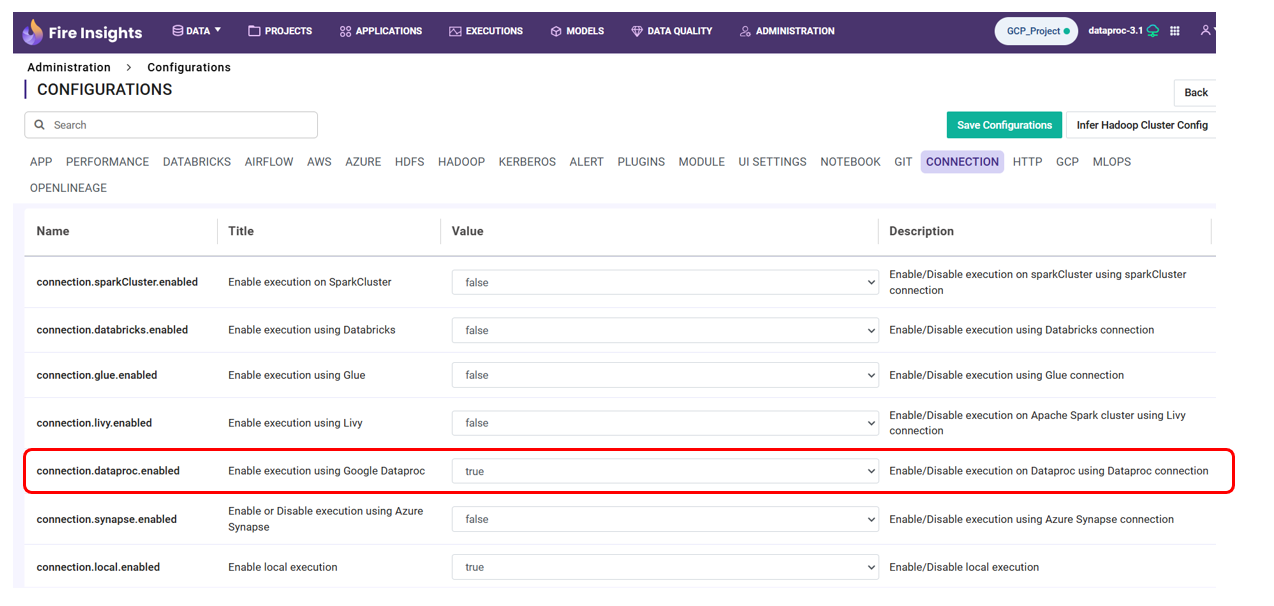 Fire Insights DATA PROJECTS APPLICATIONS EXECUTIONS MODELS DATA QUALITY ADMINISTRATION GCP_Project dataproc-3.1
Administration > Configurations
CONFIGURATIONS
Back
Search
Save Configurations Infer Hadoop Cluster Config
APP PERFORMANCE DATABRICKS AIRFLOW AWS AZURE HDFS HADOOP KERBEROS ALERT PLUGINS MODULE UI SETTINGS NOTEBOOK GIT CONNECTION HTTP GCP MLOPS
OPENLINEAGE
Name Title Value Description
connection.sparkCluster.enabled Enable execution on SparkCluster false Enable/Disable execution on sparkCluster using sparkCluster
connection
connection.databricks.enabled Enable execution using Databricks false Enable/Disable execution using Databricks connection
connection.glue.enabled Enable execution using Glue false Enable/Disable execution using Glue connection
connection.livy.enabled Enable execution using Livy false Enable/Disable execution on Apache Spark cluster using Livy
connection
connection.dataproc.enabled Enable execution using Google Dataproc true Enable/Disable execution on Dataproc using Dataproc connection
connection.synapse.enabled Enable or Disable execution using Azure
Synapse false Enable/Disable execution using Azure Synapse connection
connection.local.enabled Enable local execution true Enable/Disable local execution